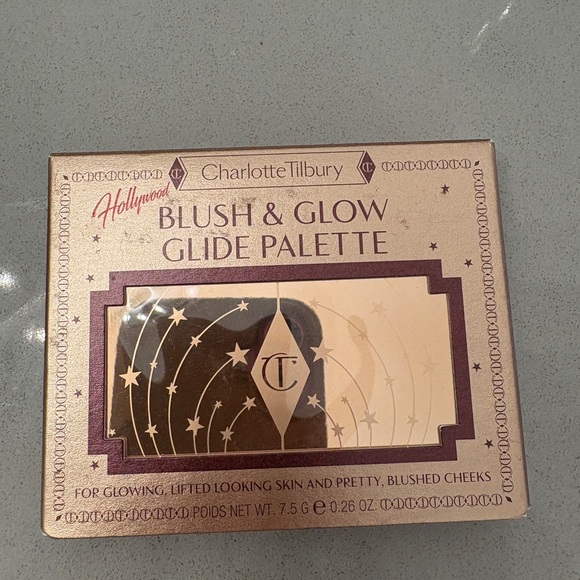 CharlotteTilbury
Hollywood
BLUSH & GLOW
GLIDE PALETTE
CT
FOR GLOWING, LIFTED LOOKING SKIN AND PRETTY, BLUSHED CHEEKS
POIDS NET WT. 7.5 G ℮ 0.26 OZ.